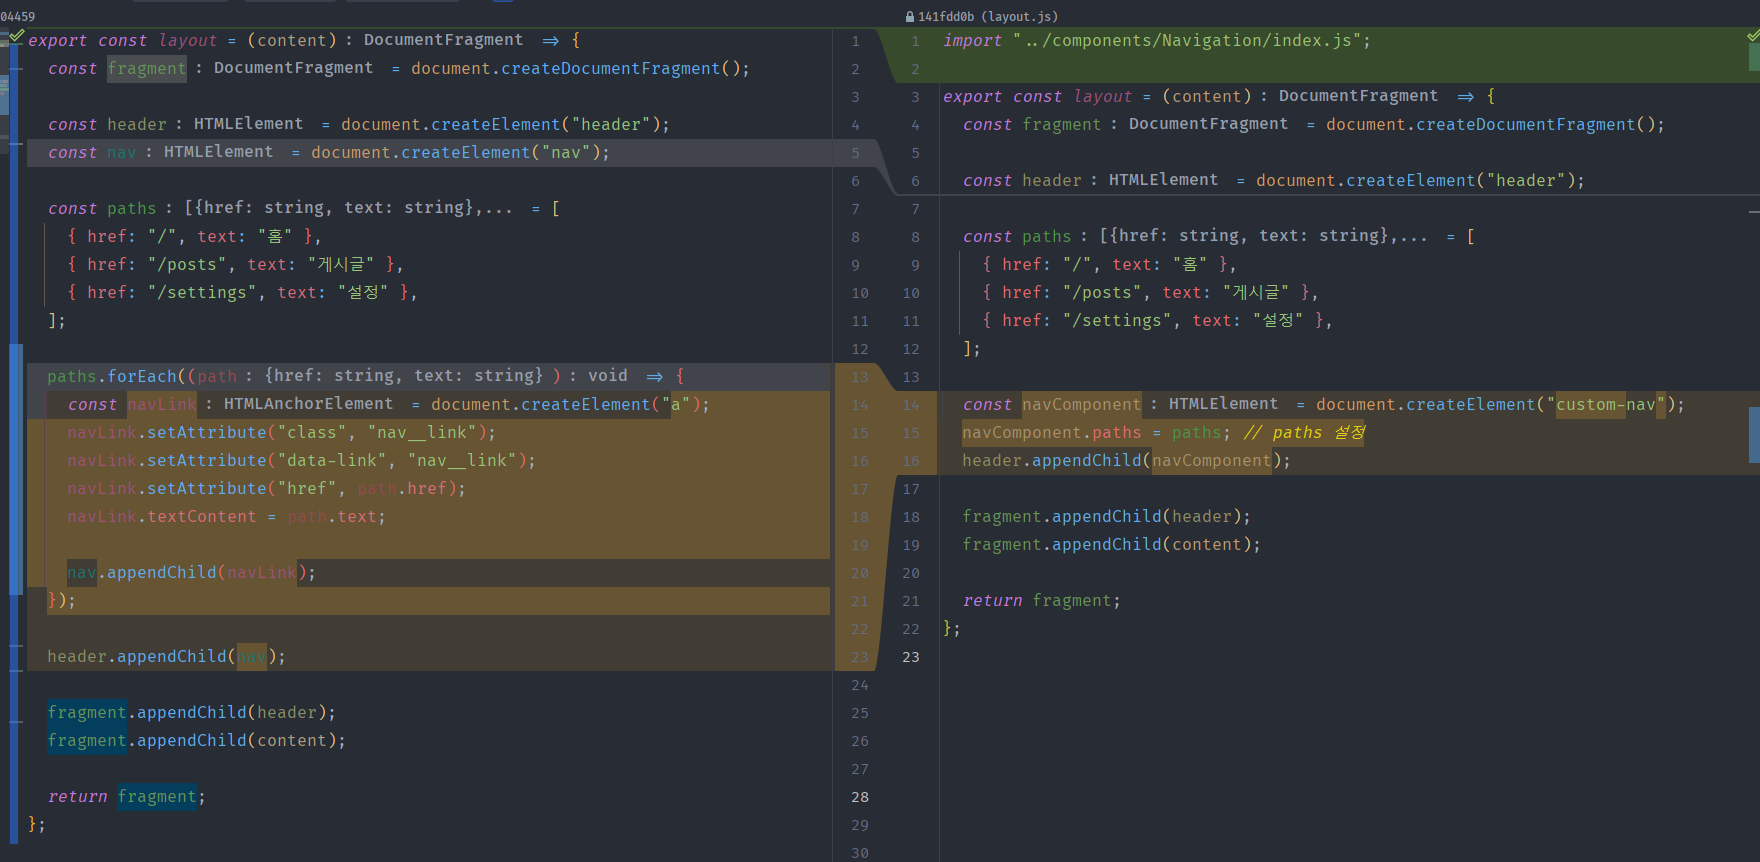 04459
export const layout = (content) : DocumentFragment => {
const fragment : DocumentFragment = document.createDocumentFragment();
const header : HTMLElement = document.createElement("header");
const nav : HTMLElement = document.createElement("nav");
const paths : [{href: string, text: string},... = [
{ href: "/", text: "홈" },
{ href: "/posts", text: "게시글" },
{ href: "/settings", text: "설정" },
];
paths.forEach((path : {href: string, text: string} ) : void => {
const navLink : HTMLAnchorElement = document.createElement("a");
navLink.setAttribute("class", "nav__link");
navLink.setAttribute("data-link", "nav__link");
navLink.setAttribute("href", path.href);
navLink.textContent = path.text;
nav.appendChild(navLink);
});
header.appendChild(nav);
fragment.appendChild(header);
fragment.appendChild(content);
return fragment;
};
1
2
3
4
5
6
7
8
9
10
11
12
13
14
15
16
17
18
19
20
21
22
23
24
25
26
27
28
29
30
141fdd0b (layout.js)
1 import "../components/Navigation/index.js";
2
3 export const layout = (content) : DocumentFragment => {
4 const fragment : DocumentFragment = document.createDocumentFragment();
5
6 const header : HTMLElement = document.createElement("header");
7
8 const paths : [{href: string, text: string},... = [
9 { href: "/", text: "홈" },
10 { href: "/posts", text: "게시글" },
11 { href: "/settings", text: "설정" },
12 ];
13
14 const navComponent : HTMLElement = document.createElement("custom-nav");
15 navComponent.paths = paths; // paths 설정
16 header.appendChild(navComponent);
17
18 fragment.appendChild(header);
19 fragment.appendChild(content);
20
21 return fragment;
22 };
23